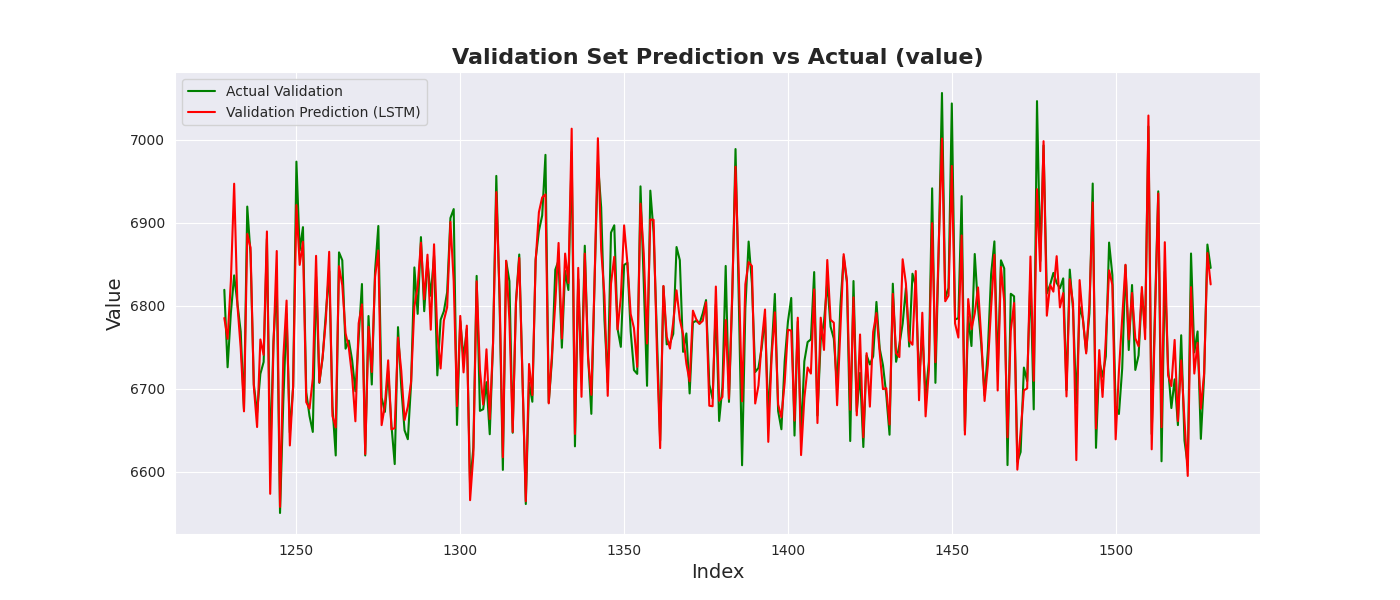 Validation Set Prediction vs Actual (value)
Actual Validation
Validation Prediction (LSTM)
7000
6900
6800
6700
6600
Value
1250 1300 1350 1400 1450 1500
Index